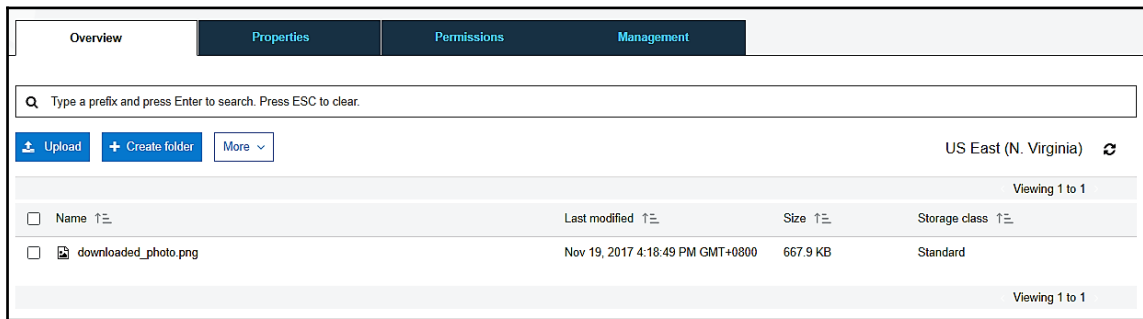 Overview Properties Permissions Management
Type a prefix and press Enter to search. Press ESC to clear.
Upload Create folder More US East (N. Virginia)
Viewing 1 to 1
Name Last modified Size Storage class
downloaded_photo.png Nov 19, 2017 4:18:49 PM GMT+0800 667.9 KB Standard
Viewing 1 to 1